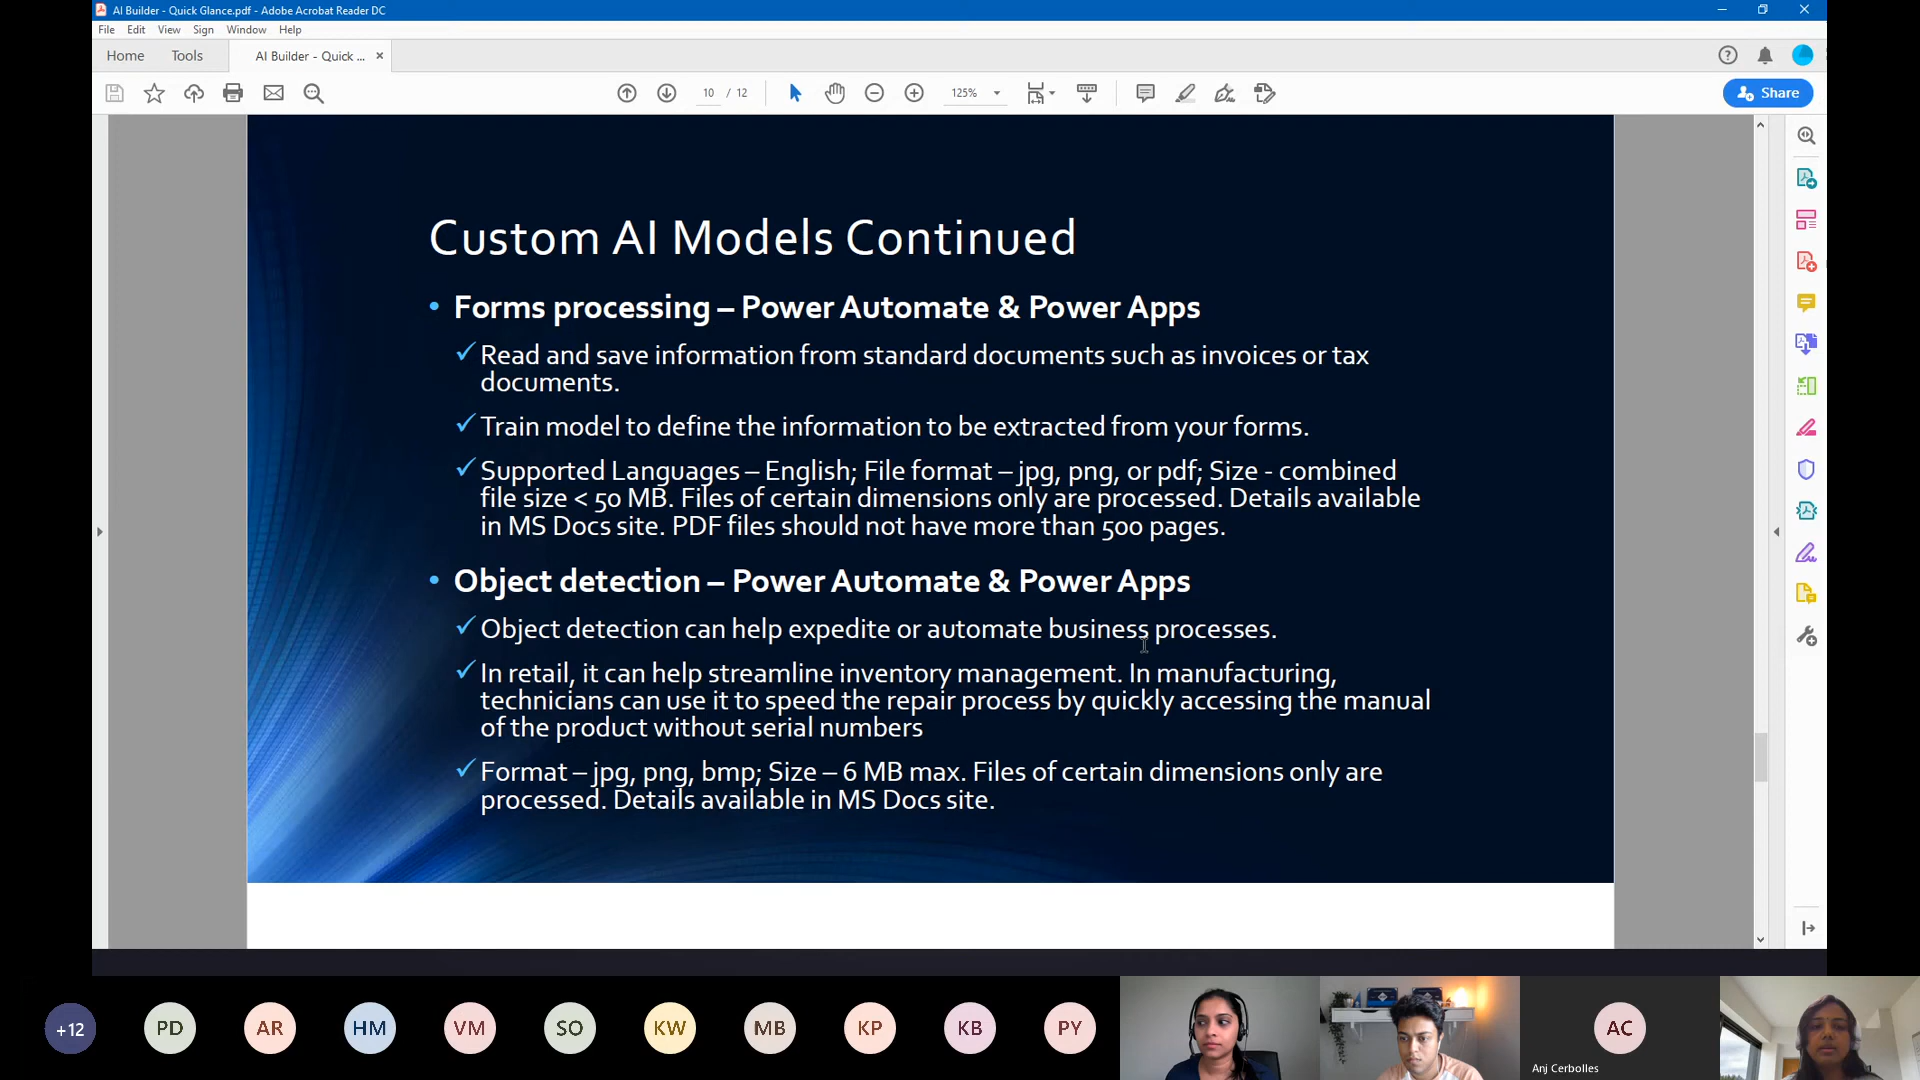 AI Builder - Quick Glance.pdf - Adobe Acrobat Reader DC
File Edit View Sign Window Help
Home Tools AI Builder - Quick ... ×
10 / 12 125% Share
Custom AI Models Continued
• Forms processing – Power Automate & Power Apps
✓ Read and save information from standard documents such as invoices or tax
documents.
✓ Train model to define the information to be extracted from your forms.
✓ Supported Languages – English; File format – jpg, png, or pdf; Size - combined
file size < 50 MB. Files of certain dimensions only are processed. Details available
in MS Docs site. PDF files should not have more than 500 pages.
• Object detection – Power Automate & Power Apps
✓ Object detection can help expedite or automate business processes.
✓ In retail, it can help streamline inventory management. In manufacturing,
technicians can use it to speed the repair process by quickly accessing the manual
of the product without serial numbers
✓ Format – jpg, png, bmp; Size – 6 MB max. Files of certain dimensions only are
processed. Details available in MS Docs site.
+12 PD AR HM VM SO KW MB KP KB PY AC
Anj Cerbolles